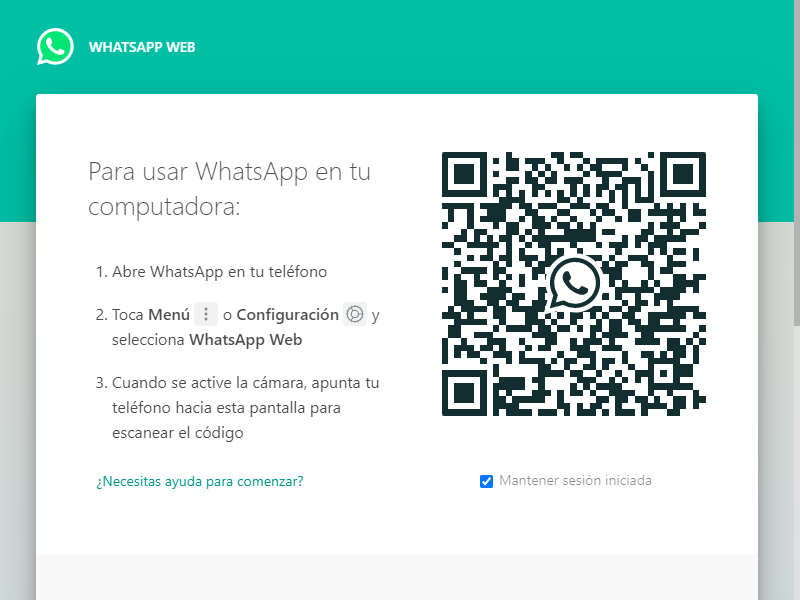 WHATSAPP WEB
Para usar WhatsApp en tu
computadora:
1. Abre WhatsApp en tu teléfono
2. Toca Menú o Configuración y
selecciona WhatsApp Web
3. Cuando se active la cámara, apunta tu
teléfono hacia esta pantalla para
escanear el código
¿Necesitas ayuda para comenzar?
Mantener sesión iniciada